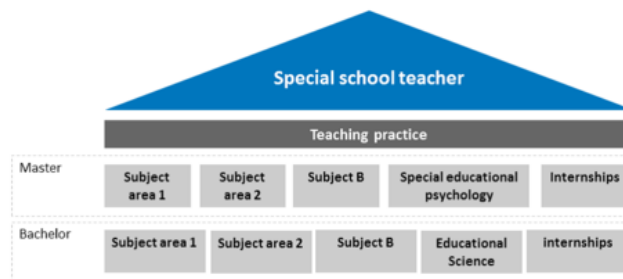 Special school teacher
Teaching practice
Master
Subject
area 1
Subject
area 2
Subject B
Special educational
psychology
Internships
Bachelor
Subject area 1
Subject area 2
Subject B
Educational
Science
internships